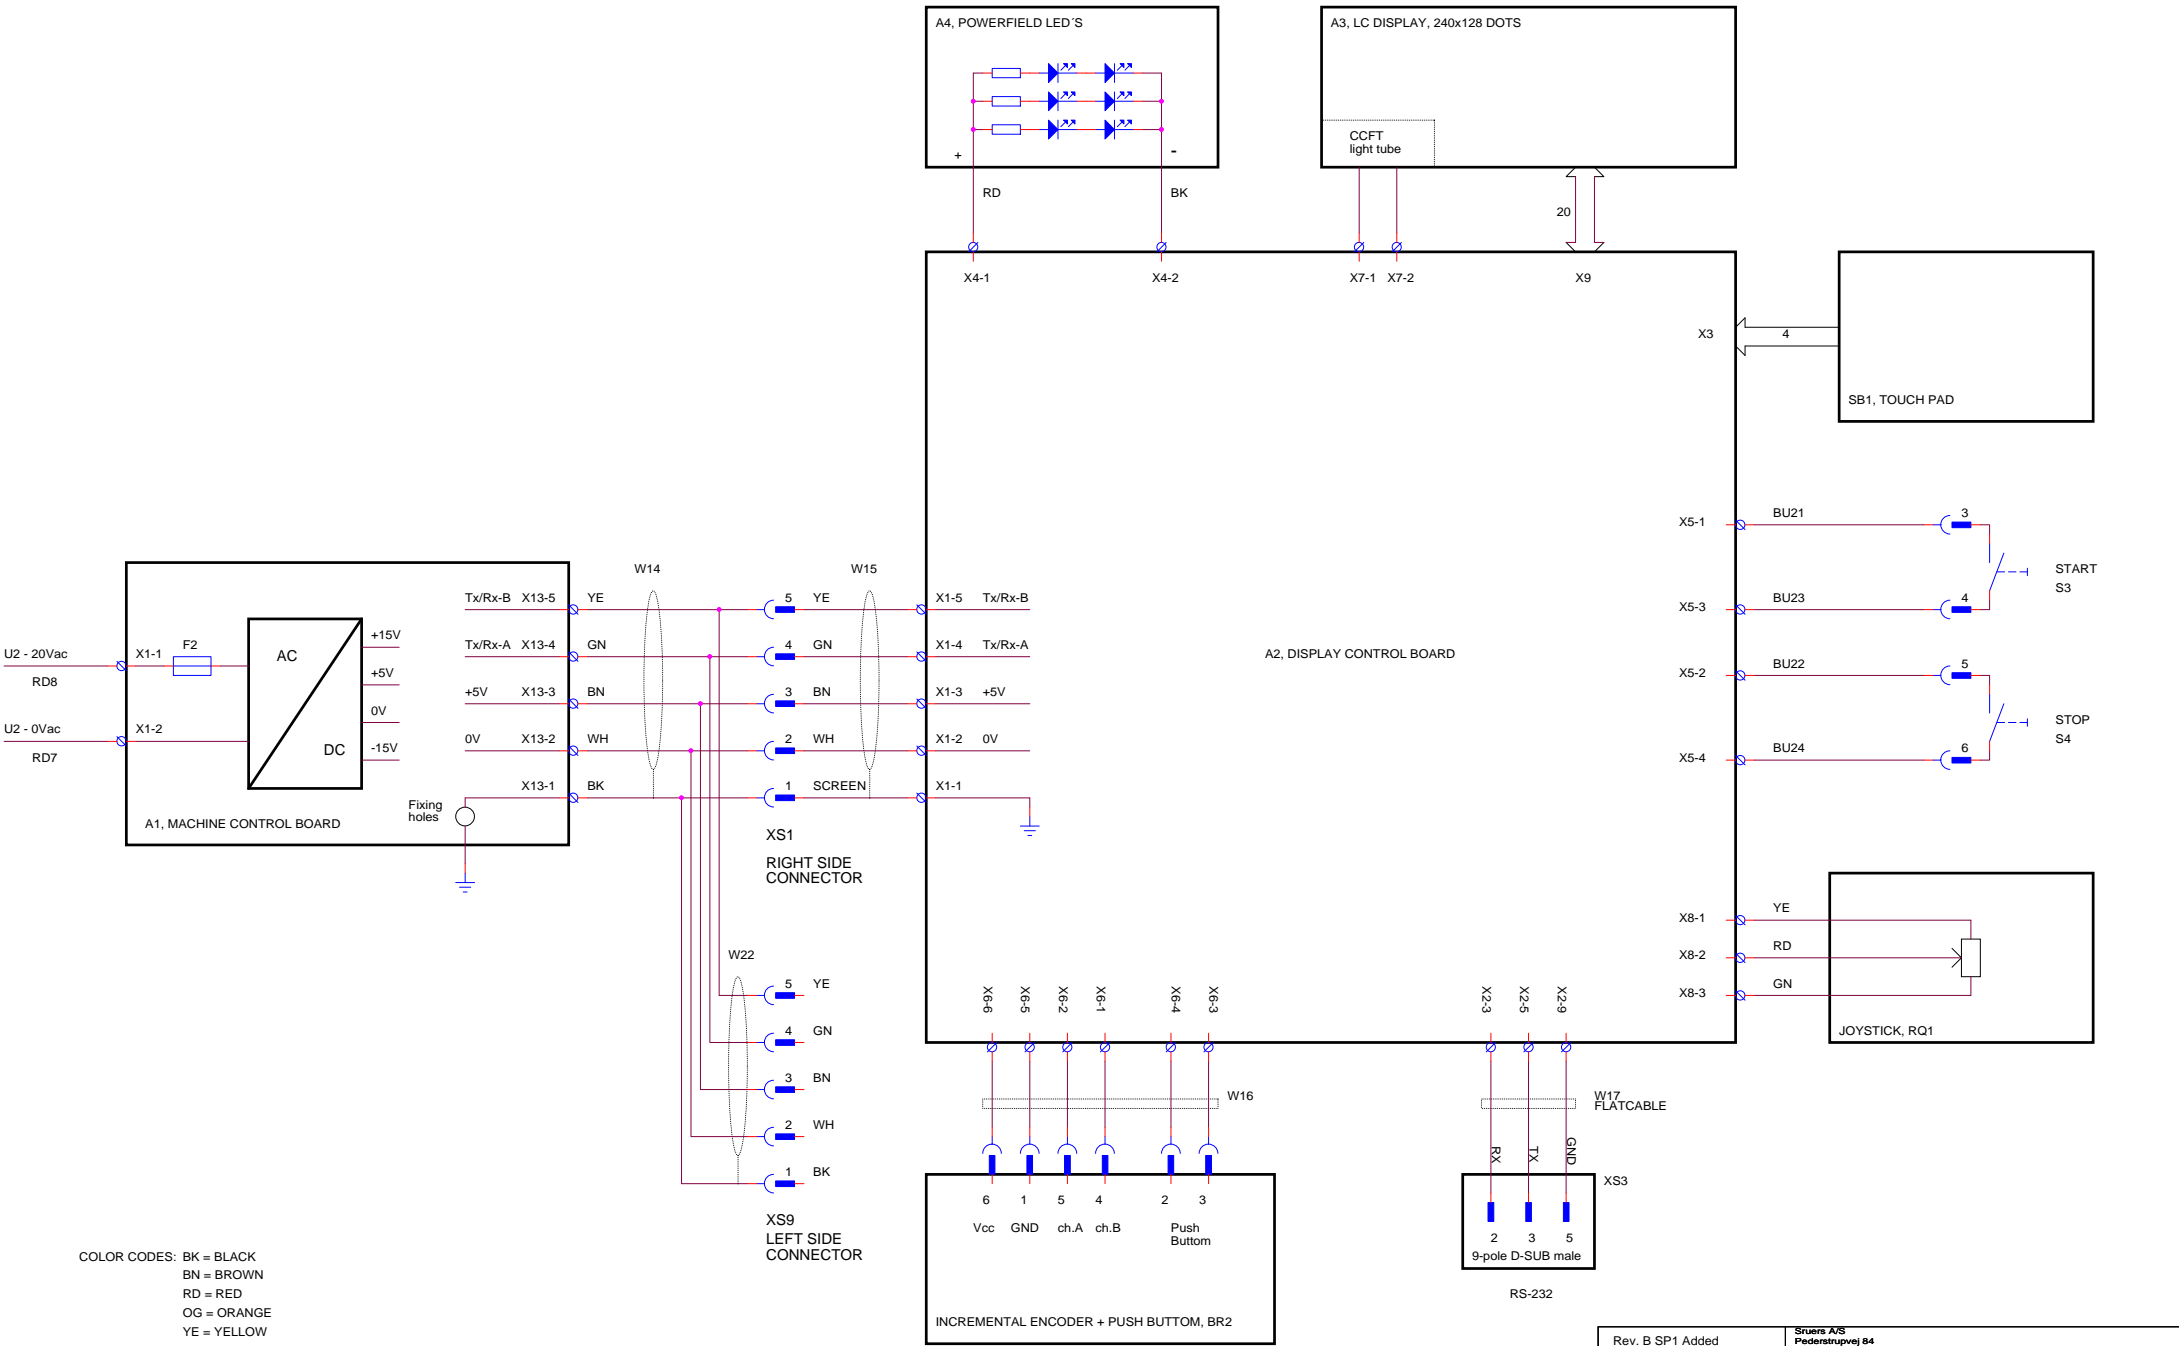 A4, POWERFIELD LED´S
+
-
RD
BK
A3, LC DISPLAY, 240x128 DOTS
CCFT
light tube
20
X4-1
X4-2
X7-1
X7-2
X9
X3
4
SB1, TOUCH PAD
A2, DISPLAY CONTROL BOARD
X5-1
BU21
3
START
S3
X5-3
BU23
4
X5-2
BU22
5
STOP
S4
X5-4
BU24
6
U2 - 20Vac
RD8
X1-1
F2
U2 - 0Vac
RD7
X1-2
AC
DC
+15V
+5V
0V
-15V
Tx/Rx-B
X13-5
YE
Tx/Rx-A
X13-4
GN
+5V
X13-3
BN
0V
X13-2
WH
X13-1
BK
Fixing
holes
A1, MACHINE CONTROL BOARD
W14
W15
5
YE
X1-5
Tx/Rx-B
4
GN
X1-4
Tx/Rx-A
3
BN
X1-3
+5V
2
WH
X1-2
0V
1
SCREEN
X1-1
XS1
RIGHT SIDE
CONNECTOR
W22
5
YE
4
GN
3
BN
2
WH
1
BK
XS9
LEFT SIDE
CONNECTOR
X8-1
YE
X8-2
RD
X8-3
GN
JOYSTICK, RQ1
X6-6
X6-5
X6-2
X6-1
X6-4
X6-3
W16
6
1
5
4
2
3
Vcc
GND
ch.A
ch.B
Push
Buttom
INCREMENTAL ENCODER + PUSH BUTTOM, BR2
X2-3
X2-5
X2-9
W17
FLATCABLE
RX
TX
GND
XS3
2
3
5
9-pole D-SUB male
RS-232
COLOR CODES: BK = BLACK
BN = BROWN
RD = RED
OG = ORANGE
YE = YELLOW
Rev. B SP1 Added
Sruers A/S
Pederstrupvej 84